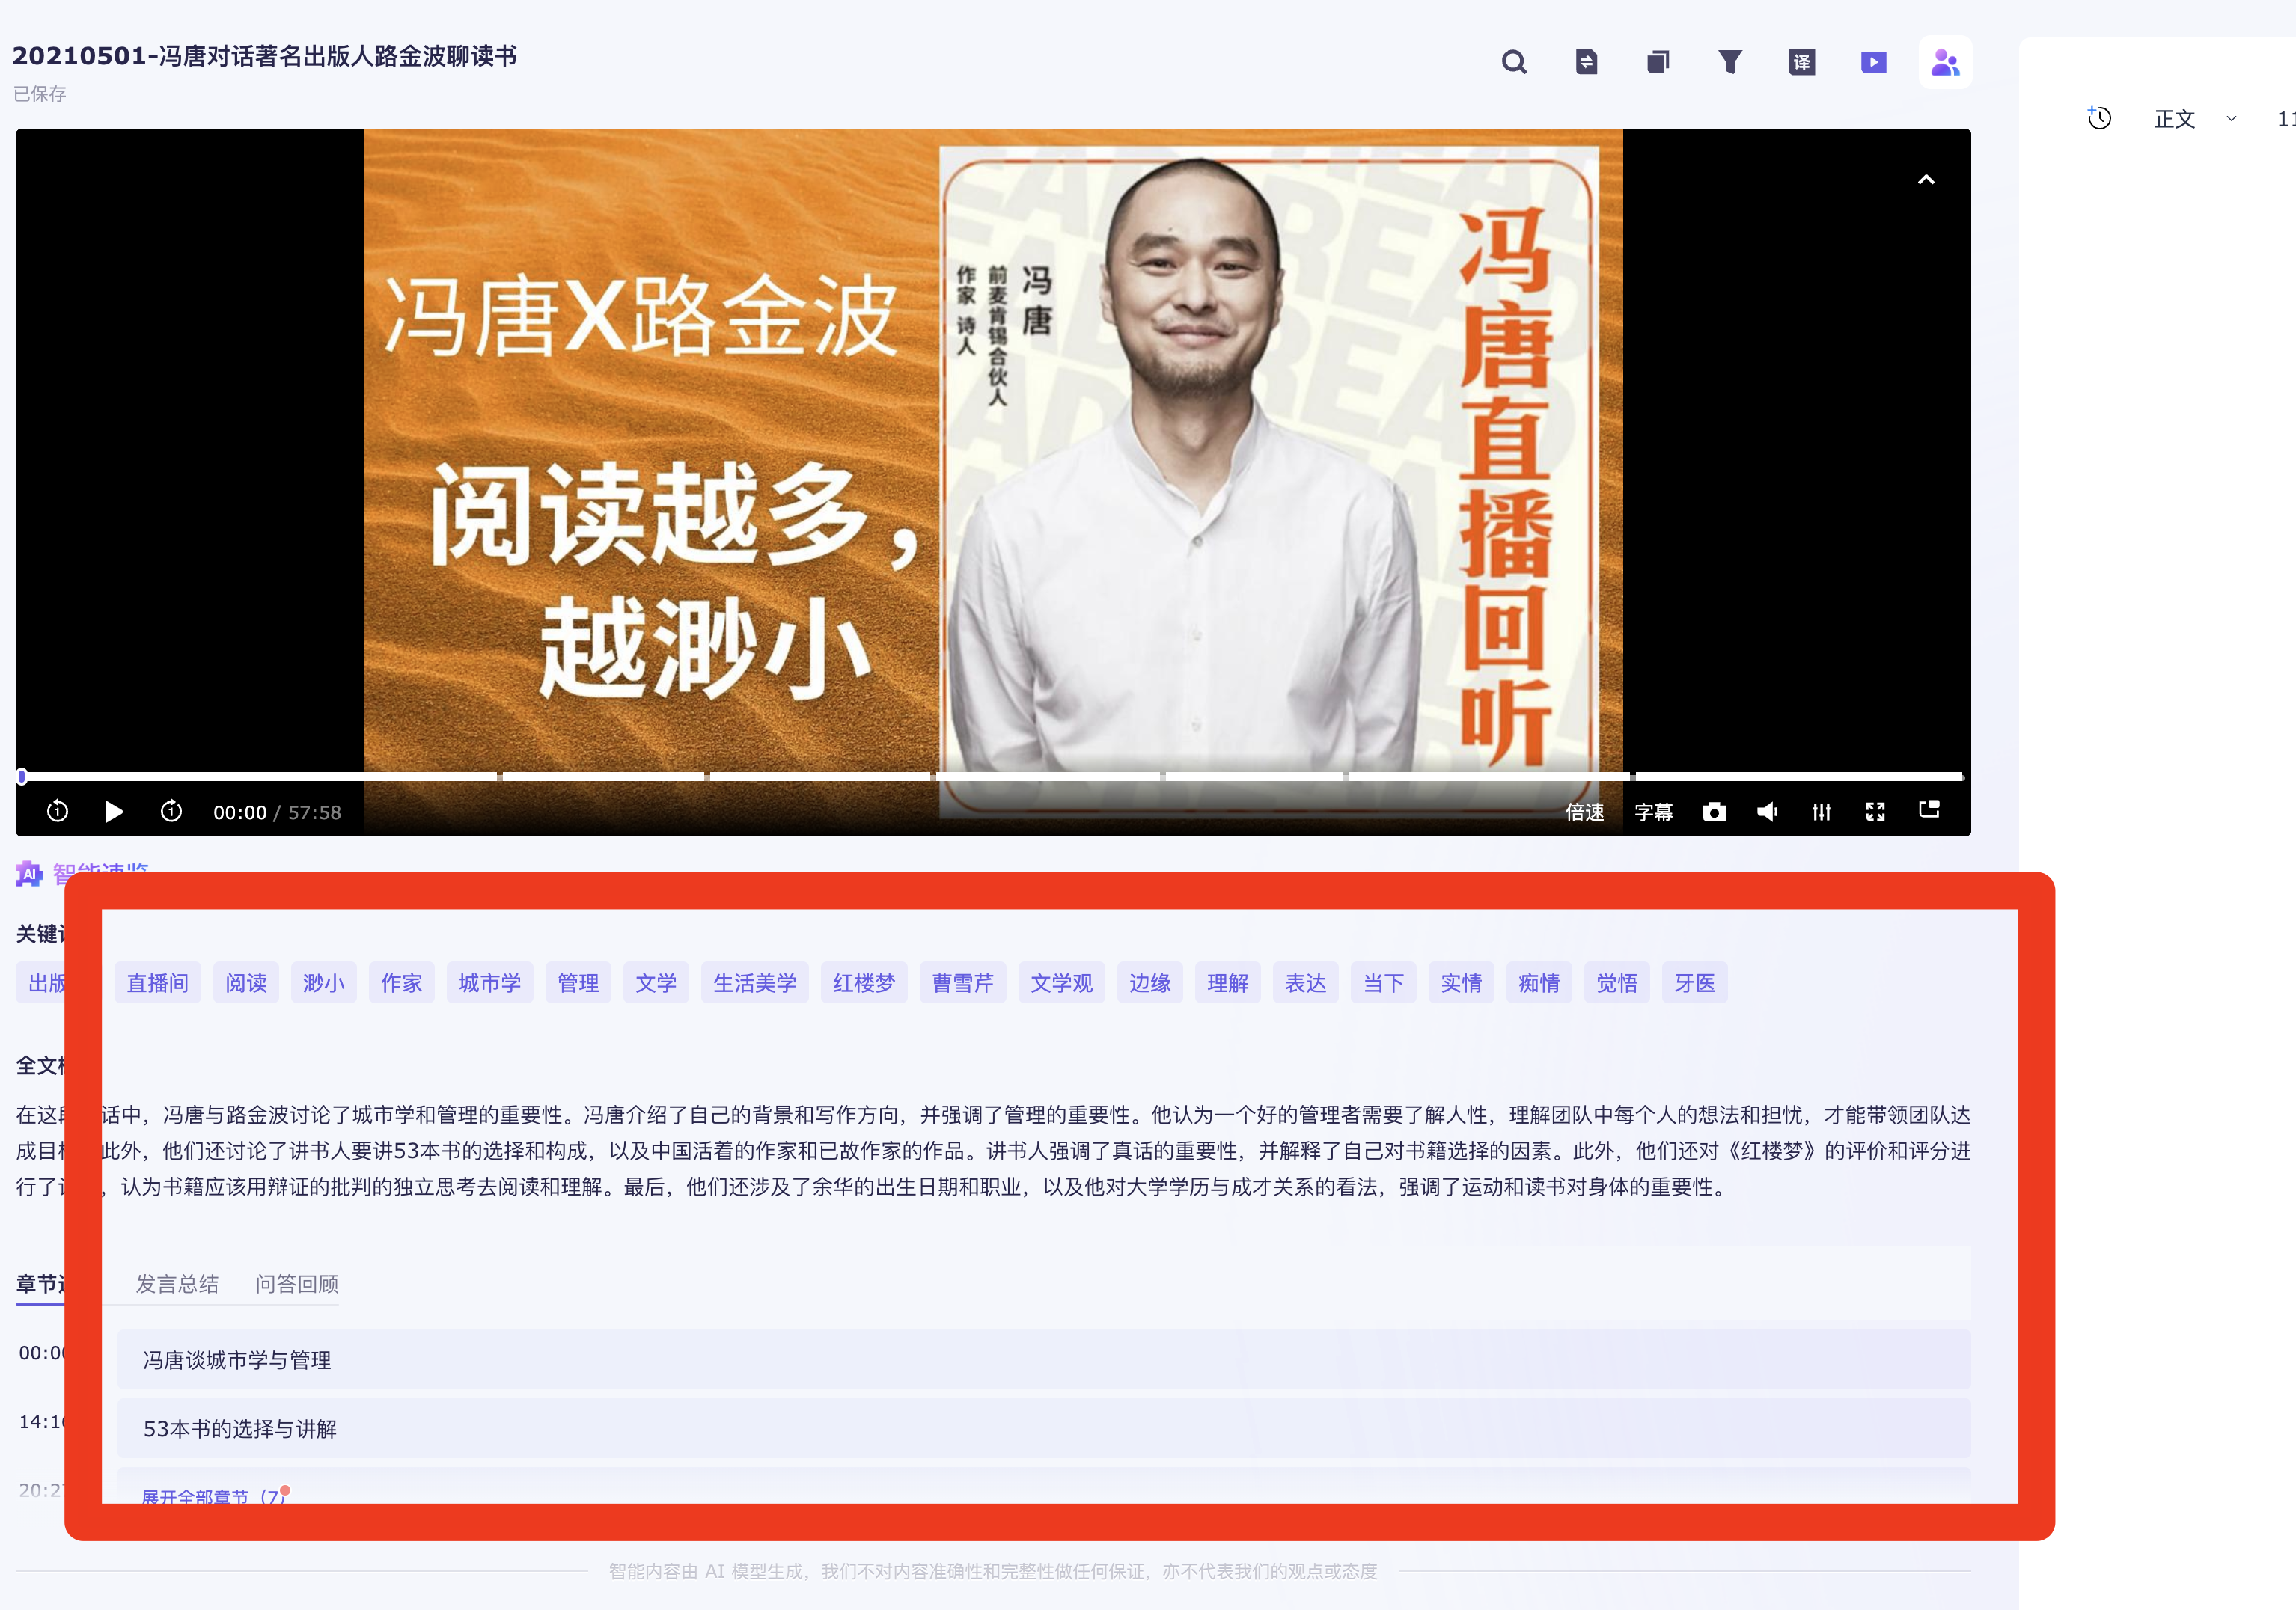 20210501-冯唐对话著名出版人路金波聊读书
已保存
译
正文
冯唐X路金波
阅读越多，
越渺小
冯唐
前麦肯锡合伙人
作家 诗人
冯唐直播回听
00:00 / 57:58
倍速 字幕
AI
关键
出版 直播间 阅读 渺小 作家 城市学 管理 文学 生活美学 红楼梦 曹雪芹 文学观 边缘 理解 表达 当下 实情 痴情 觉悟 牙医
全文
在这 话中，冯唐与路金波讨论了城市学和管理的重要性。冯唐介绍了自己的背景和写作方向，并强调了管理的重要性。他认为一个好的管理者需要了解人性，理解团队中每个人的想法和担忧，才能带领团队达
成目 此外，他们还讨论了讲书人要讲53本书的选择和构成，以及中国活着的作家和已故作家的作品。讲书人强调了真话的重要性，并解释了自己对书籍选择的因素。此外，他们还对《红楼梦》的评价和评分进
行了 ，认为书籍应该用辩证的批判的独立思考去阅读和理解。最后，他们还涉及了余华的出生日期和职业，以及他对大学学历与成才关系的看法，强调了运动和读书对身体的重要性。
章节 发言总结 问答回顾
00:0 冯唐谈城市学与管理
14:1 53本书的选择与讲解
20:2 展开全部章节（7）
智能内容由 AI 模型生成，我们不对内容准确性和完整性做任何保证，亦不代表我们的观点或态度